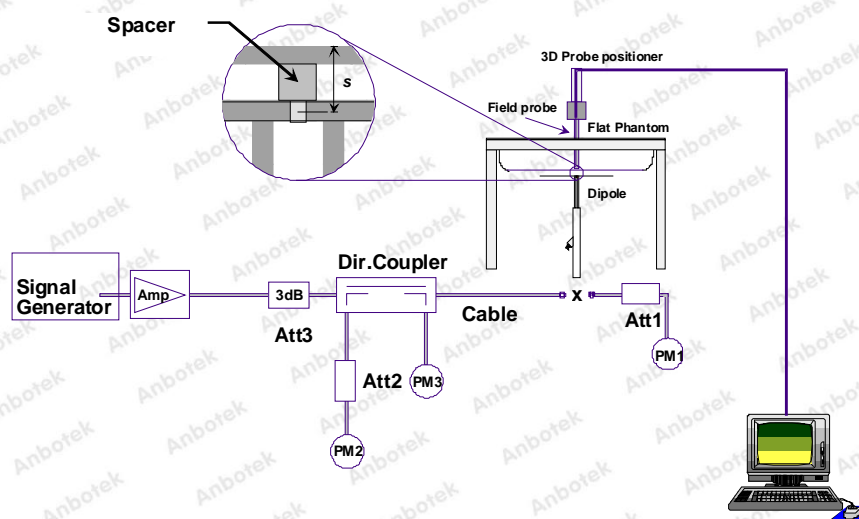 Spacer
s
3D Probe positioner
Field probe
Flat Phantom
Dipole
Signal
Generator
Amp
3dB
Att3
Dir.Coupler
Cable
X
Att1
PM1
Att2
PM3
PM2
Anbotek